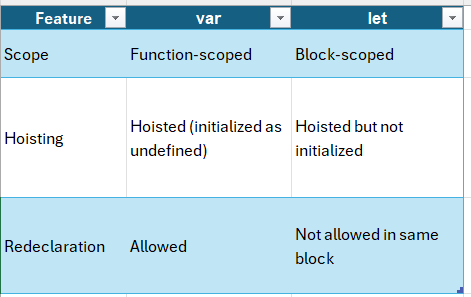 Feature var let
Scope Function-scoped Block-scoped
Hoisting Hoisted (initialized as undefined) Hoisted but not initialized
Redeclaration Allowed Not allowed in same block